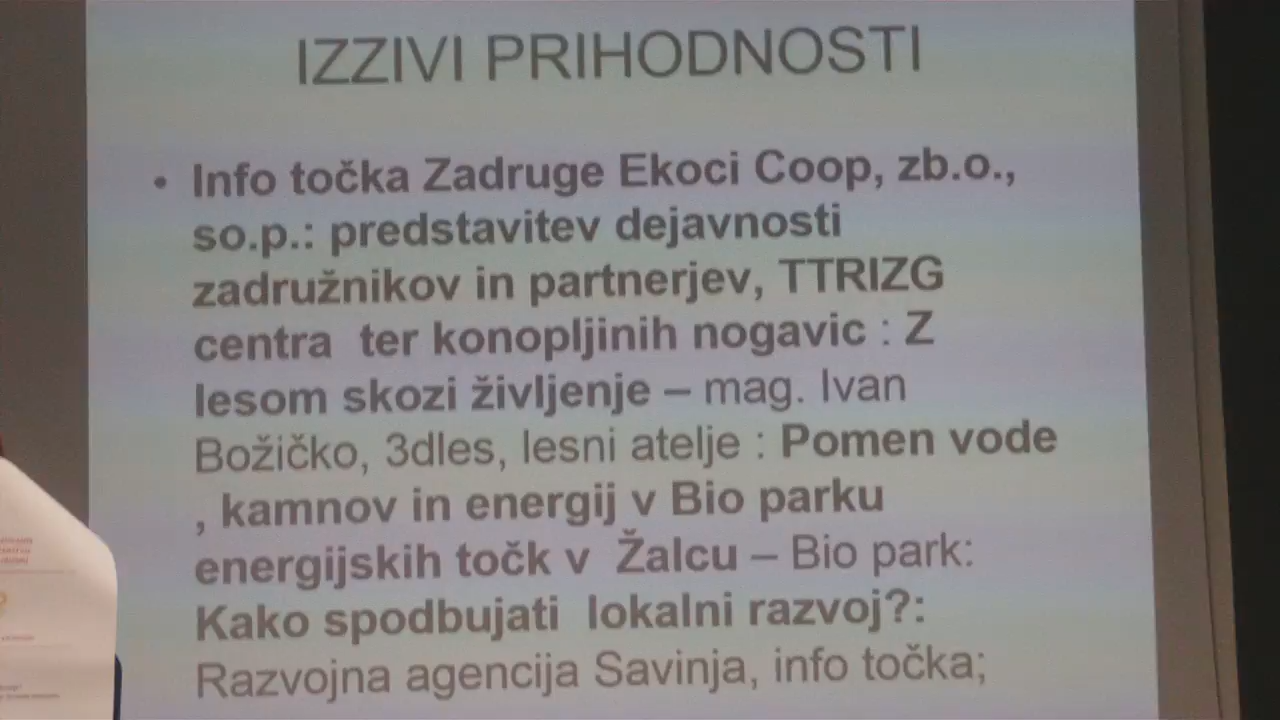 IZZIVI PRIHODNOSTI
• Info točka Zadruge Ekoci Coop, zb.o.,
so.p.: predstavitev dejavnosti
zadružnikov in partnerjev, TTRIZG
centra ter konopljinih nogavic : Z
lesom skozi življenje – mag. Ivan
Božičko, 3dles, lesni atelje : Pomen vode
, kamnov in energij v Bio parku
energijskih točk v Žalcu – Bio park:
Kako spodbujati lokalni razvoj?:
Razvojna agencija Savinja, info točka;